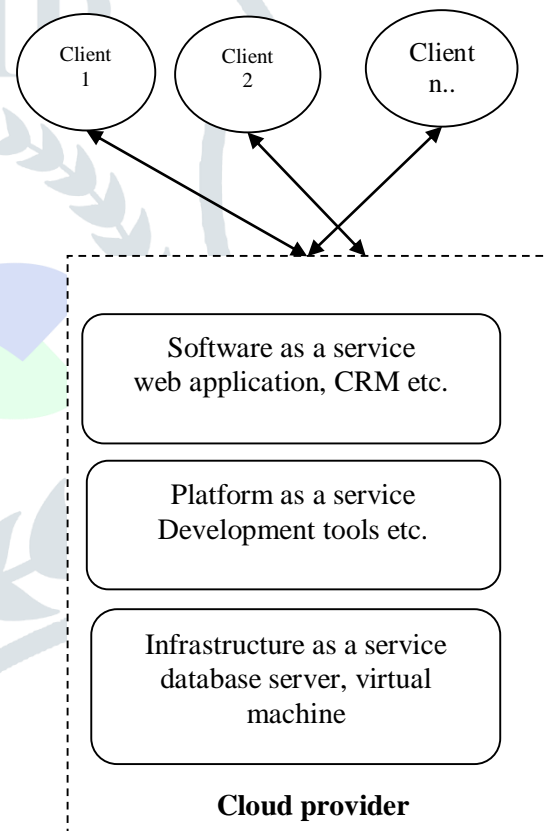 Client
1
Client
2
Client
n..
Software as a service
web application, CRM etc.
Platform as a service
Development tools etc.
Infrastructure as a service
database server, virtual
machine
Cloud provider